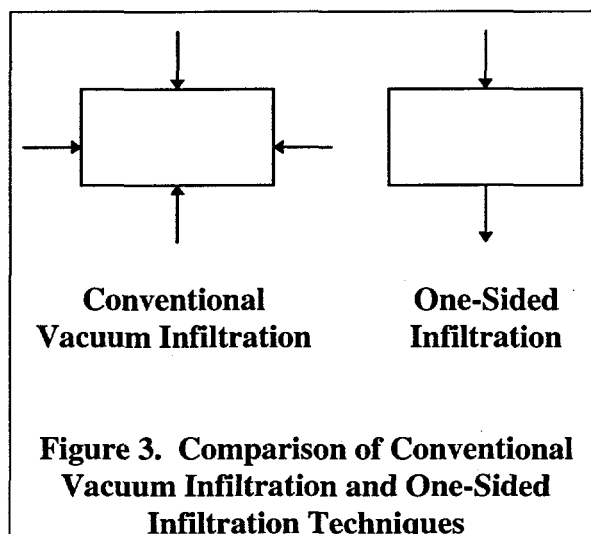 Conventional
Vacuum Infiltration
One-Sided
Infiltration
Figure 3. Comparison of Conventional
Vacuum Infiltration and One-Sided
Infiltration Techniques